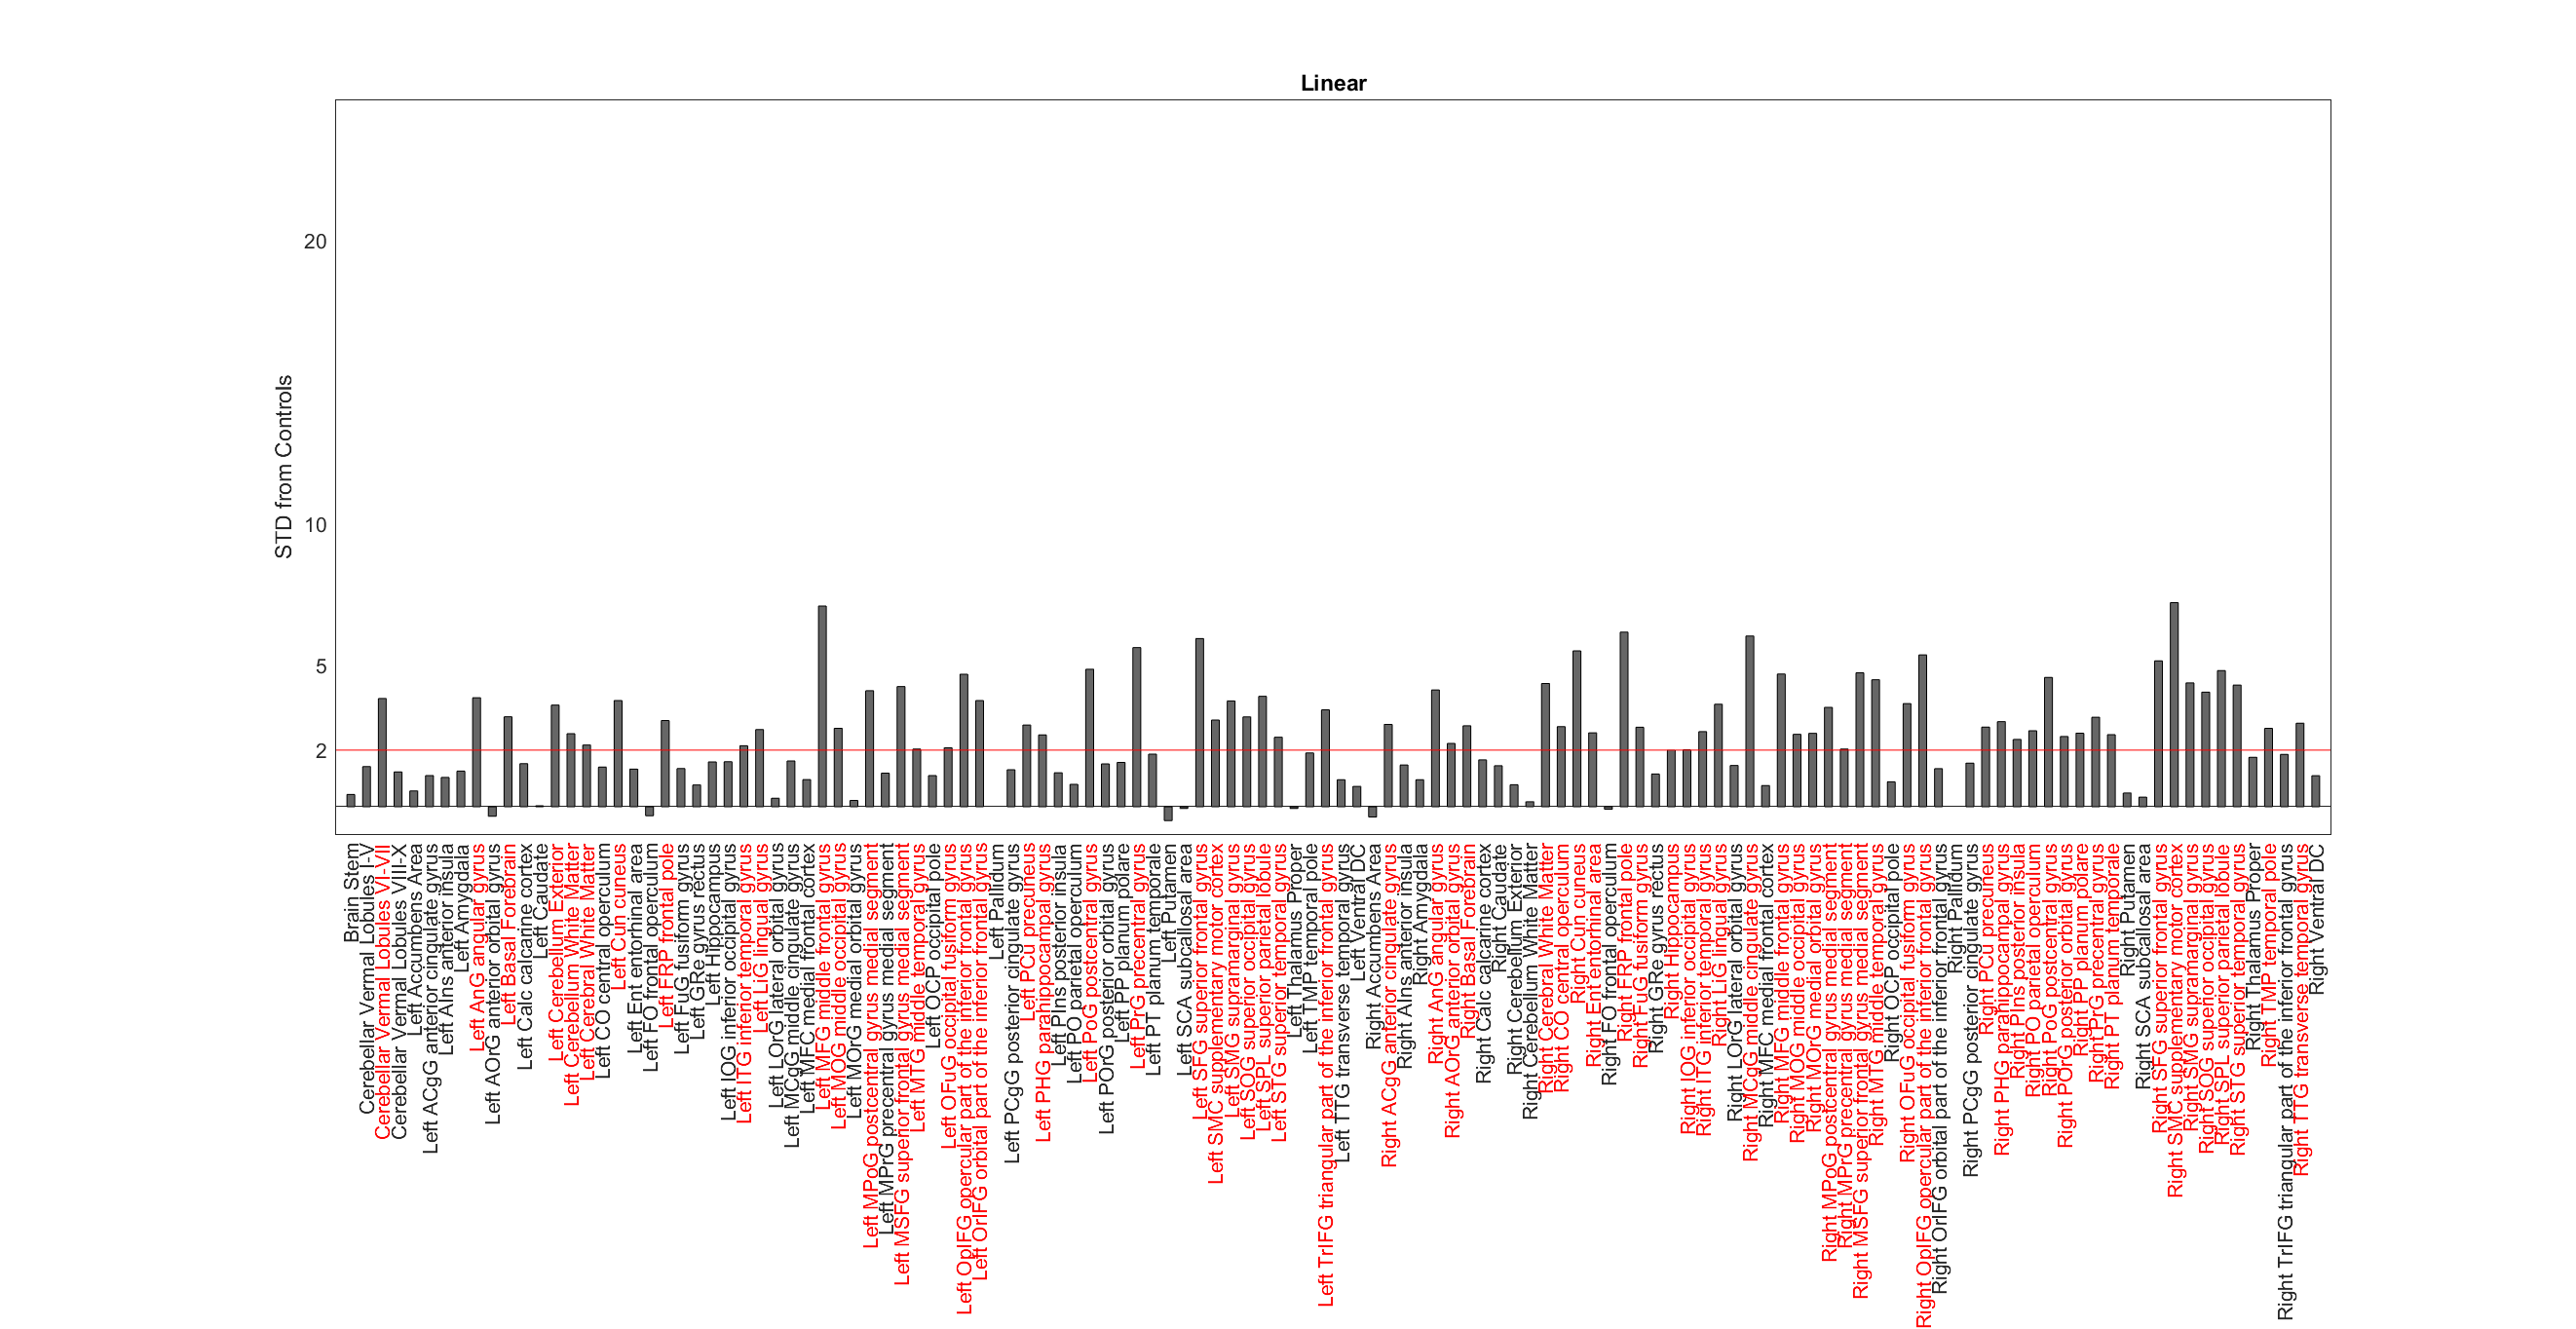 Linear
STD from Controls
20
10
5
2
Brain Stem
Cerebellar Vermal Lobules I-V
Cerebellar Vermal Lobules VI-VII
Cerebellar Vermal Lobules VIII-X
Left Accumbens Area
Left ACgG anterior cingulate gyrus
Left AIns anterior insula
Left Amygdala
Left AnG angular gyrus
Left AOrG anterior orbital gyrus
Left Basal Forebrain
Left Calc calcarine cortex
Left Caudate
Left Cerebellum Exterior
Left Cerebellum White Matter
Left Cerebral White Matter
Left CO central operculum
Left Cun cuneus
Left Ent entorhinal area
Left FO frontal operculum
Left FRP frontal pole
Left FuG fusiform gyrus
Left GRe gyrus rectus
Left Hippocampus
Left IOG inferior occipital gyrus
Left ITG inferior temporal gyrus
Left LiG lingual gyrus
Left LOrG lateral orbital gyrus
Left MCgG middle cingulate gyrus
Left MFC medial frontal cortex
Left MFG middle frontal gyrus
Left MOG middle occipital gyrus
Left MOrG medial orbital gyrus
Left MPoG postcentral gyrus medial segment
Left MPrG precentral gyrus medial segment
Left MSFG superior frontal gyrus medial segment
Left MTG middle temporal gyrus
Left OCP occipital pole
Left OFuG occipital fusiform gyrus
Left OpIFG opercular part of the inferior frontal gyrus
Left OrIFG orbital part of the inferior frontal gyrus
Left Pallidum
Left PCgG posterior cingulate gyrus
Left PCu precuneus
Left PHG parahippocampal gyrus
Left PIns posterior insula
Left PO parietal operculum
Left PoG postcentral gyrus
Left POrG posterior orbital gyrus
Left PP planum polare
Left PrG precentral gyrus
Left PT planum temporale
Left Putamen
Left SCA subcallosal area
Left SFG superior frontal gyrus
Left SMC supplementary motor cortex
Left SMG supramarginal gyrus
Left SOG superior occipital gyrus
Left SPL superior parietal lobule
Left STG superior temporal gyrus
Left Thalamus Proper
Left TMP temporal pole
Left TrIFG triangular part of the inferior frontal gyrus
Left TTG transverse temporal gyrus
Left Ventral DC
Right Accumbens Area
Right ACgG anterior cingulate gyrus
Right AIns anterior insula
Right Amygdala
Right AnG angular gyrus
Right AOrG anterior orbital gyrus
Right Basal Forebrain
Right Calc calcarine cortex
Right Caudate
Right Cerebellum Exterior
Right Cerebellum White Matter
Right Cerebral White Matter
Right CO central operculum
Right Cun cuneus
Right Ent entorhinal area
Right FO frontal operculum
Right FRP frontal pole
Right FuG fusiform gyrus
Right GRe gyrus rectus
Right Hippocampus
Right IOG inferior occipital gyrus
Right ITG inferior temporal gyrus
Right LiG lingual gyrus
Right LOrG lateral orbital gyrus
Right MCgG middle cingulate gyrus
Right MFC medial frontal cortex
Right MFG middle frontal gyrus
Right MOG middle occipital gyrus
Right MOrG medial orbital gyrus
Right MPoG postcentral gyrus medial segment
Right MPrG precentral gyrus medial segment
Right MSFG superior frontal gyrus medial segment
Right MTG middle temporal gyrus
Right OCP occipital pole
Right OFuG occipital fusiform gyrus
Right OpIFG opercular part of the inferior frontal gyrus
Right OrIFG orbital part of the inferior frontal gyrus
Right Pallidum
Right PCgG posterior cingulate gyrus
Right PCu precuneus
Right PHG parahippocampal gyrus
Right PIns posterior insula
Right PO parietal operculum
Right PoG postcentral gyrus
Right POrG posterior orbital gyrus
Right PP planum polare
Right PrG precentral gyrus
Right PT planum temporale
Right Putamen
Right SCA subcallosal area
Right SFG superior frontal gyrus
Right SMC supplementary motor cortex
Right SMG supramarginal gyrus
Right SOG superior occipital gyrus
Right SPL superior parietal lobule
Right STG superior temporal gyrus
Right Thalamus Proper
Right TMP temporal pole
Right TrIFG triangular part of the inferior frontal gyrus
Right TTG transverse temporal gyrus
Right Ventral DC